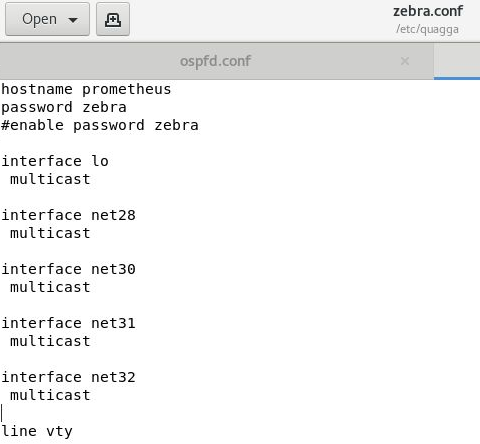 Open
zebra.conf
/etc/quagga
ospfd.conf
hostname prometheus
password zebra
#enable password zebra
interface lo
 multicast
interface net28
 multicast
interface net30
 multicast
interface net31
 multicast
interface net32
 multicast
line vty